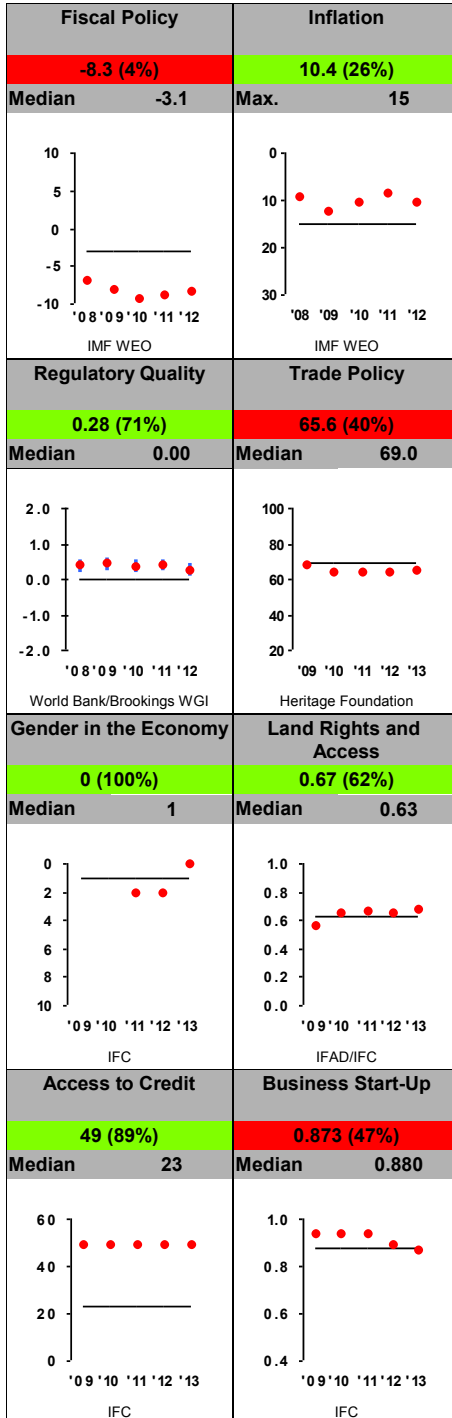 Fiscal Policy
-8.3 (4%)
Median -3.1
10
5
0
-5
-10
'08 '09 '10 '11 '12
IMF WEO
Inflation
10.4 (26%)
Max. 15
0
10
20
30
'08 '09 '10 '11 '12
IMF WEO
Regulatory Quality
0.28 (71%)
Median 0.00
2.0
1.0
0.0
-1.0
-2.0
'08 '09 '10 '11 '12
World Bank/Brookings WGI
Trade Policy
65.6 (40%)
Median 69.0
100
80
60
40
20
'09 '10 '11 '12 '13
Heritage Foundation
Gender in the Economy
0 (100%)
Median 1
0
2
4
6
8
10
'09 '10 '11 '12 '13
IFC
Land Rights and
Access
0.67 (62%)
Median 0.63
1.0
0.8
0.6
0.4
0.2
0.0
'09 '10 '11 '12 '13
IFAD/IFC
Access to Credit
49 (89%)
Median 23
60
40
20
0
'09 '10 '11 '12 '13
IFC
Business Start-Up
0.873 (47%)
Median 0.880
1.0
0.8
0.6
0.4
'09 '10 '11 '12 '13
IFC